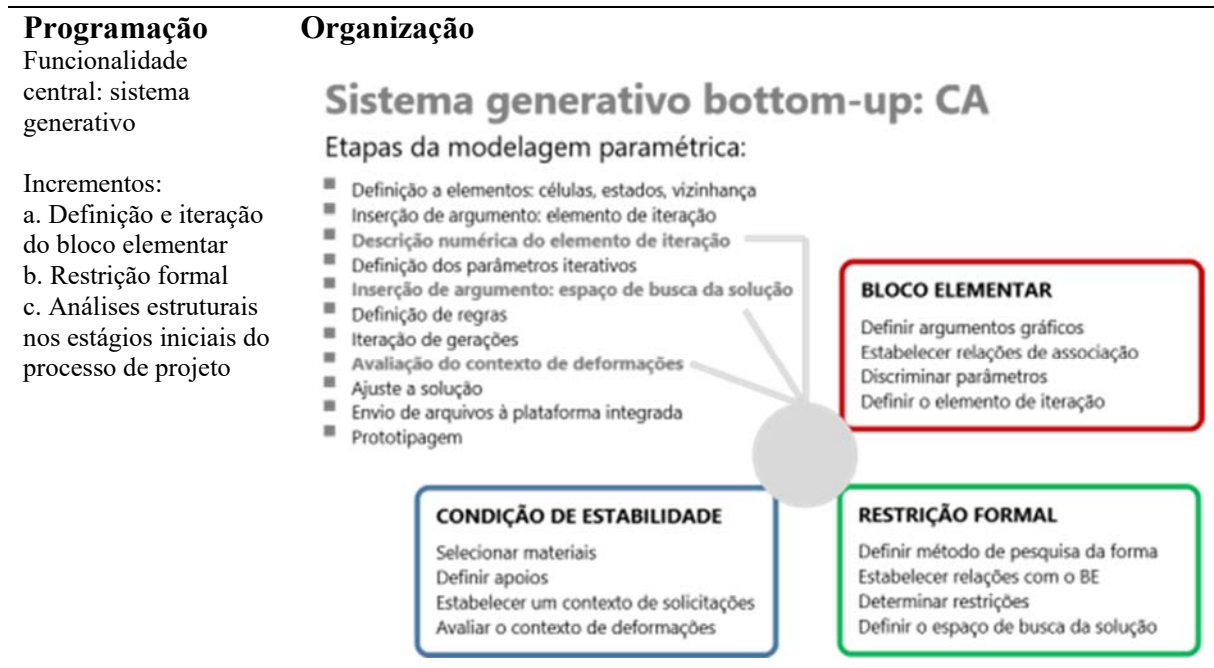 Programação
Funcionalidade
central: sistema
generativo
Incrementos:
a. Definição e iteração
do bloco elementar
b. Restrição formal
c. Análises estruturais
nos estágios iniciais do
processo de projeto
Organização
Sistema generativo bottom-up: CA
Etapas da modelagem paramétrica:
Definição a elementos: células, estados, vizinhança
Inserção de argumento: elemento de iteração
Descrição numérica do elemento de iteração
Definição dos parâmetros iterativos
Inserção de argumento: espaço de busca da solução
Definição de regras
Iteração de gerações
Avaliação do contexto de deformações
Ajuste a solução
Envio de arquivos à plataforma integrada
Prototipagem
BLOCO ELEMENTAR
Definir argumentos gráficos
Estabelecer relações de associação
Discriminar parâmetros
Definir o elemento de iteração
CONDIÇÃO DE ESTABILIDADE
Selecionar materiais
Definir apoios
Estabelecer um contexto de solicitações
Avaliar o contexto de deformações
RESTRIÇÃO FORMAL
Definir método de pesquisa da forma
Estabelecer relações com o BE
Determinar restrições
Definir o espaço de busca da solução